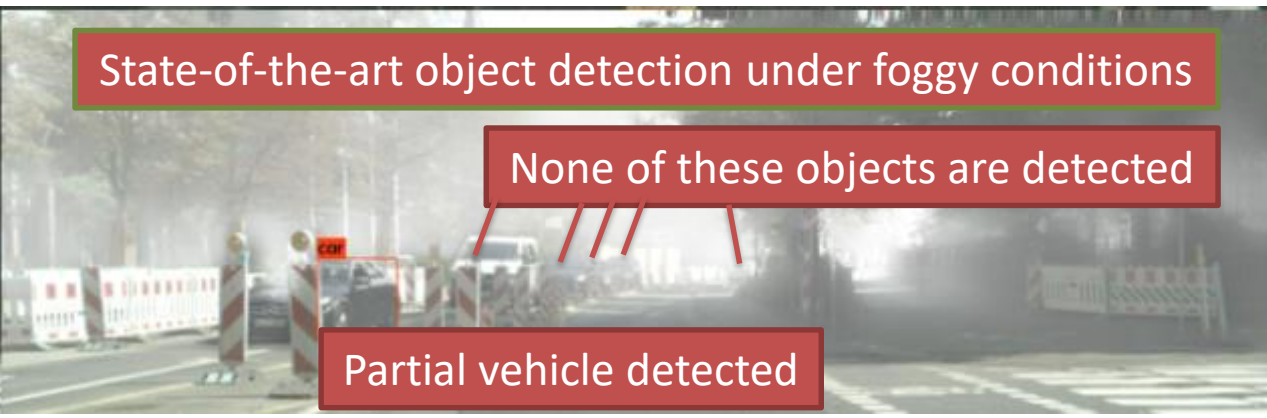 State-of-the-art object detection under foggy conditions
None of these objects are detected
car
Partial vehicle detected